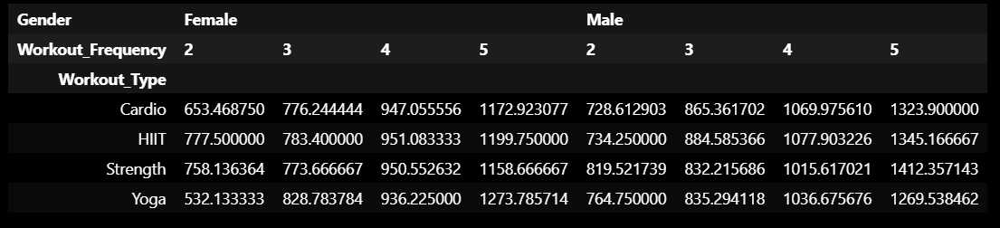 Gender Female Male
Workout_Frequency 2 3 4 5 2 3 4 5
Workout_Type
Cardio 653.468750 776.244444 947.055556 1172.923077 728.612903 865.361702 1069.975610 1323.900000
HIIT 777.500000 783.400000 951.083333 1199.750000 734.250000 884.585366 1077.903226 1345.166667
Strength 758.136364 773.666667 950.552632 1158.666667 819.521739 832.215686 1015.617021 1412.357143
Yoga 532.133333 828.783784 936.225000 1273.785714 764.750000 835.294118 1036.675676 1269.538462